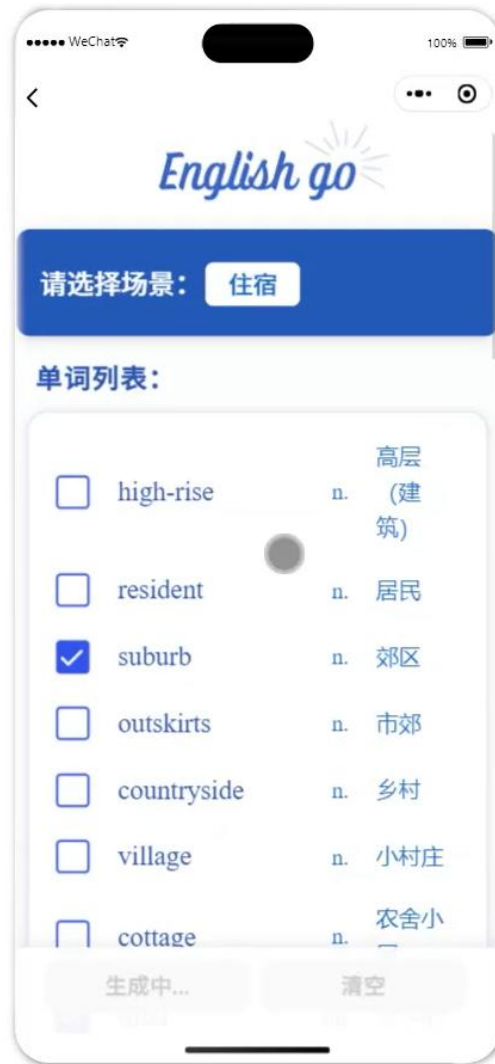 WeChat
100%
English go
请选择场景： 住宿
单词列表：
high-rise n. 高层
(建
筑)
resident n. 居民
suburb n. 郊区
outskirts n. 市郊
countryside n. 乡村
village n. 小村庄
cottage n. 农舍小
生成中... 清空